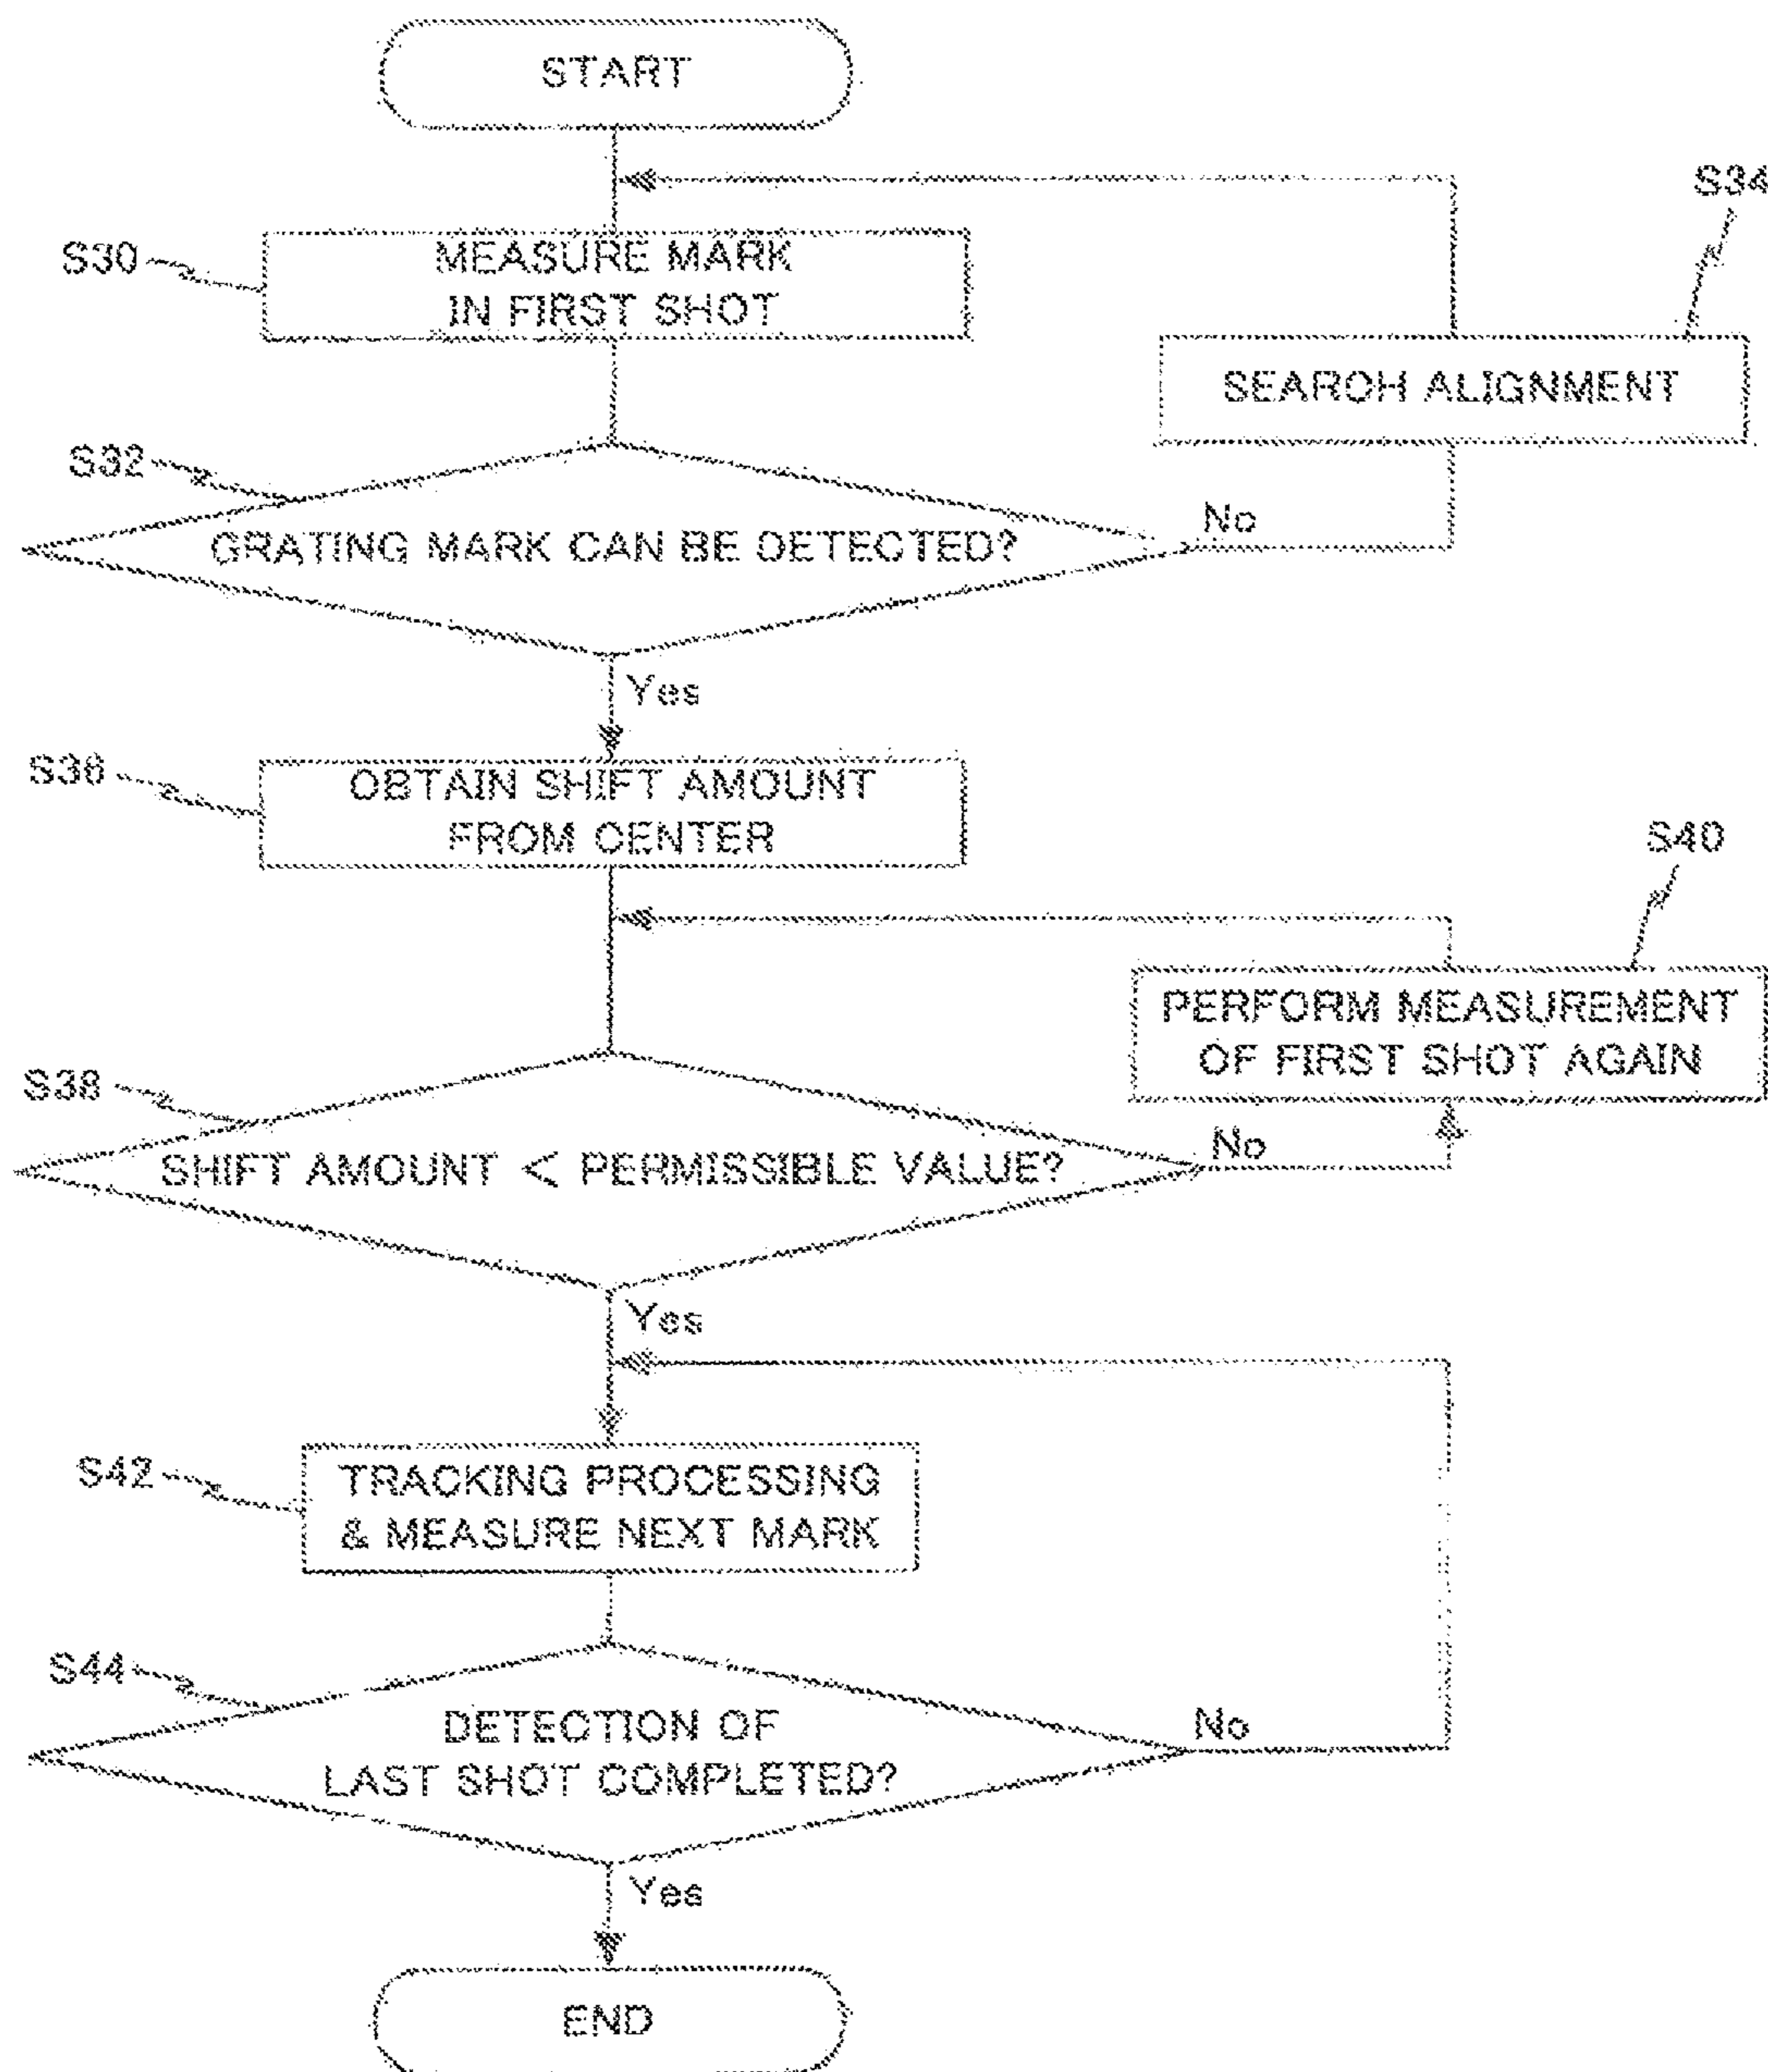 START
S34
S30
MEASURE MARK
IN FIRST SHOT
SEARCH ALIGNMENT
S32
GRATING MARK CAN BE DETECTED?
No
Yes
S36
OBTAIN SHIFT AMOUNT
FROM CENTER
S40
PERFORM MEASUREMENT
OF FIRST SHOT AGAIN
S38
SHIFT AMOUNT < PERMISSIBLE VALUE?
No
Yes
S42
TRACKING PROCESSING
& MEASURE NEXT MARK
S44
DETECTION OF
LAST SHOT COMPLETED?
No
Yes
END